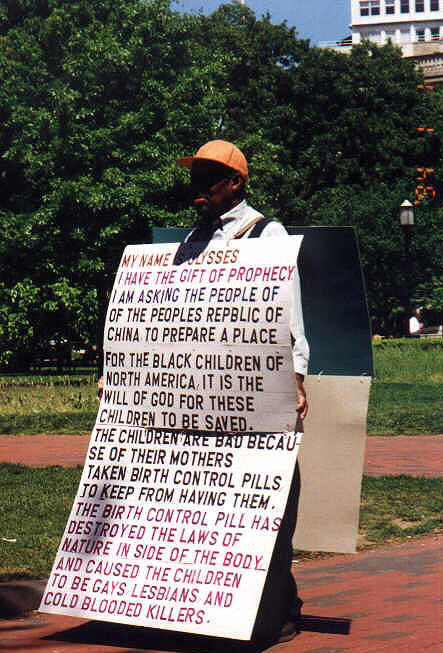 MY NAME IS ULYSSES
I HAVE THE GIFT OF PROPHECY
I AM ASKING THE PEOPLE OF
OF THE PEOPLES REPBLIC OF
CHINA TO PREPARE A PLACE
FOR THE BLACK CHILDREN OF
NORTH AMERICA. IT IS THE
WILL OF GOD FOR THESE
CHILDREN TO BE SAVED.
THE CHILDREN ARE BAD BECAU
SE OF THEIR MOTHERS
TAKEN BIRTH CONTROL PILLS
TO KEEP FROM HAVING THEM.
THE BIRTH CONTROL PILL HAS
DESTROYED THE LAWS OF
NATURE IN SIDE OF THE BODY
AND CAUSED THE CHILDREN
TO BE GAYS LESBIANS AND
COLD BLOODED KILLERS.